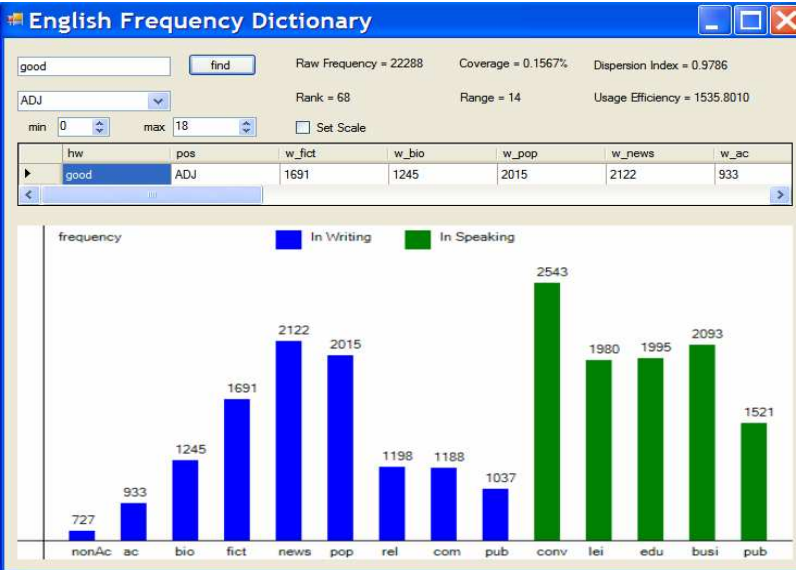 English Frequency Dictionary
good find Raw Frequency = 22288 Coverage = 0.1567% Dispersion Index = 0.9786
ADJ Rank = 68 Range = 14 Usage Efficiency = 1535.8010
min 0 max 18 Set Scale
hw pos w_fict w_bio w_pop w_news w_ac
good ADJ 1691 1245 2015 2122 933
frequency In Writing In Speaking
2543
2122 2015 1980 1995 2093
1691 1521
1245 1198 1188
933 1037
727
nonAc ac bio fict news pop rel com pub conv lei edu busi pub